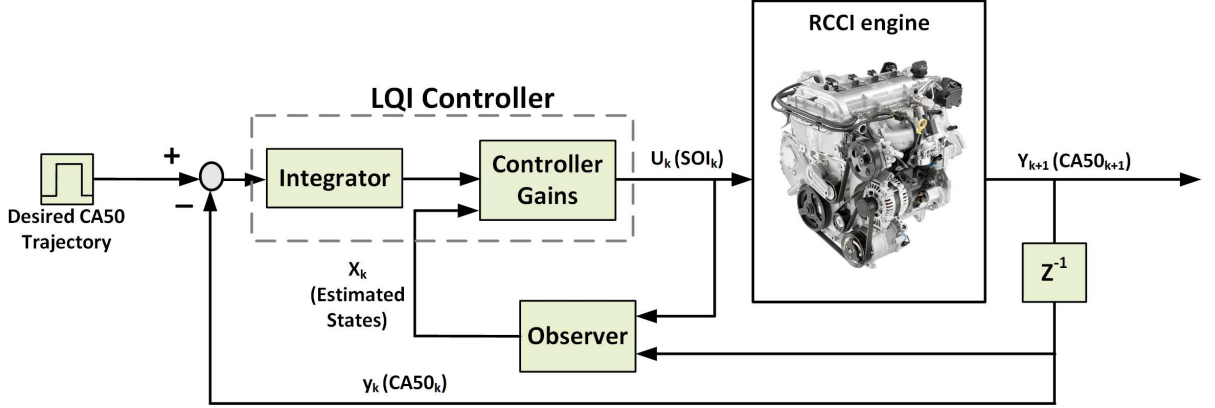 RCCI engine
LQI Controller
+
−
Integrator
Controller
Gains
Uk (SOIk)
Yk+1 (CA50k+1)
Desired CA50
Trajectory
Z-1
Xk
(Estimated
States)
Observer
yk (CA50k)